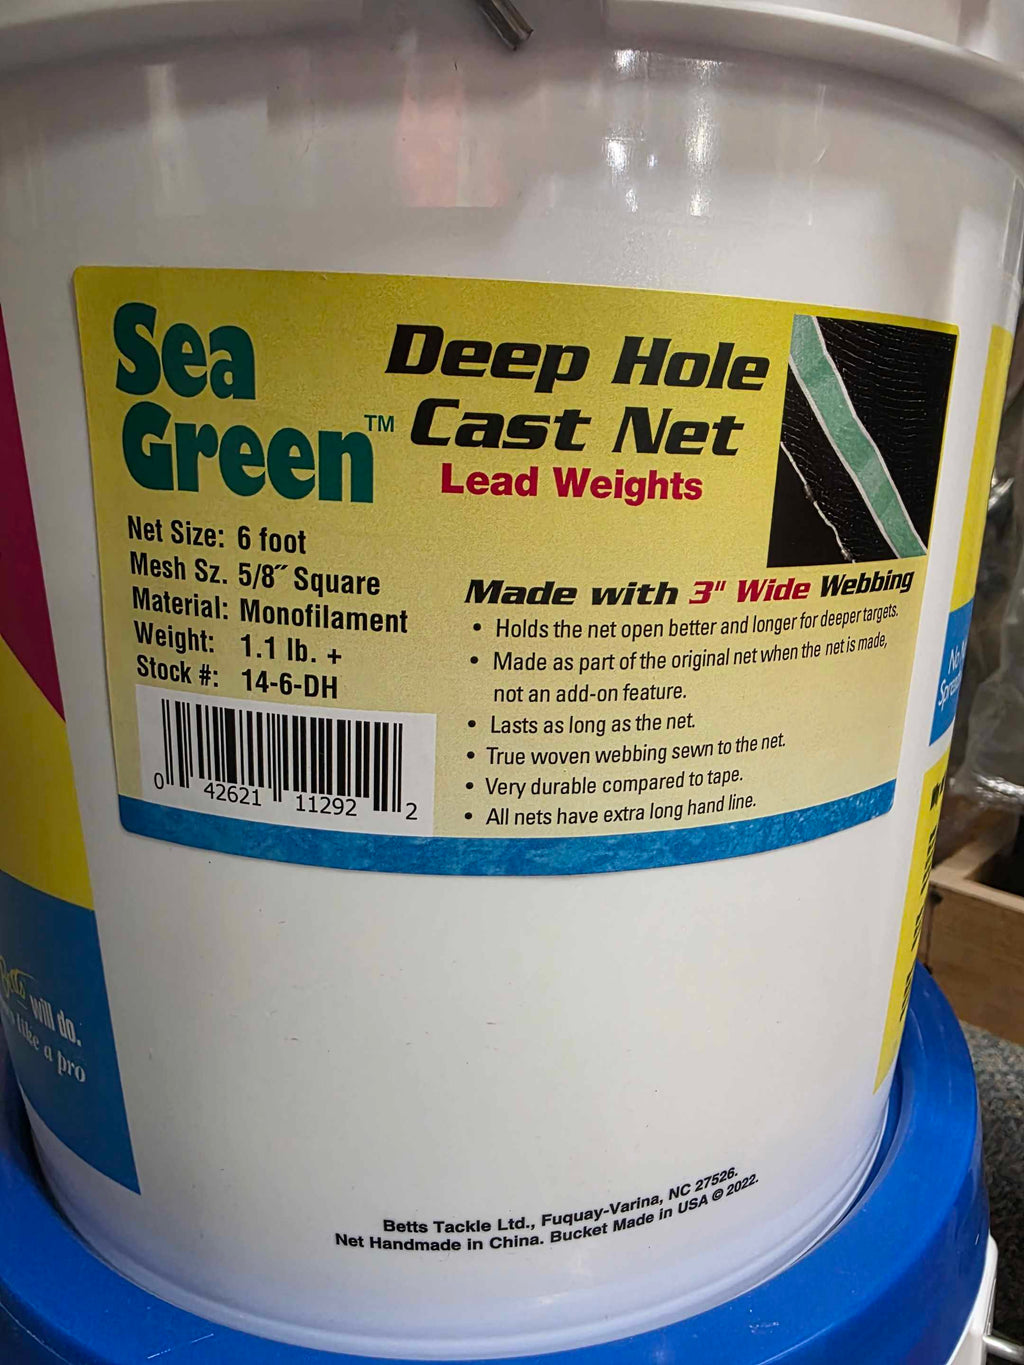 Sea
Green™
Deep Hole
Cast Net
Lead Weights
Net Size: 6 foot
Mesh Sz. 5/8˝ Square
Material: Monofilament
Weight: 1.1 lb. +
Stock #: 14-6-DH
0 42621 11292 2
Made with 3" Wide Webbing
• Holds the net open better and longer for deeper targets.
• Made as part of the original net when the net is made,
not an add-on feature.
• Lasts as long as the net.
• True woven webbing sewn to the net.
• Very durable compared to tape.
• All nets have extra long hand line.
Betts will do.
like a pro
Betts Tackle Ltd., Fuquay-Varina, NC 27526.
Net Handmade in China. Bucket Made in USA © 2022.